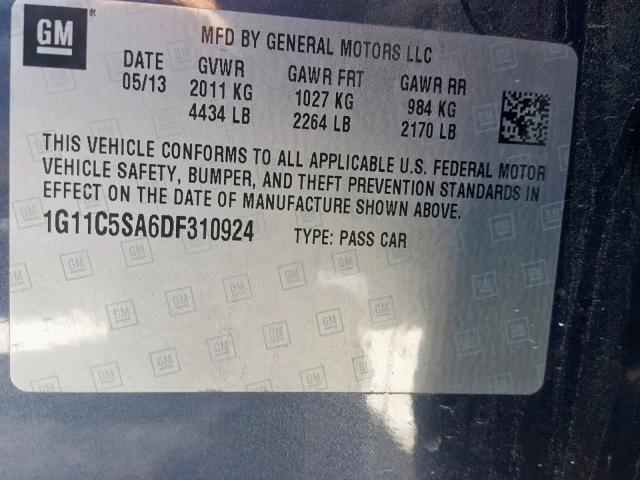 GM
MFD BY GENERAL MOTORS LLC
DATE GVWR GAWR FRT GAWR RR
05/13 2011 KG 1027 KG 984 KG
4434 LB 2264 LB 2170 LB
THIS VEHICLE CONFORMS TO ALL APPLICABLE U.S. FEDERAL MOTOR
VEHICLE SAFETY, BUMPER, AND THEFT PREVENTION STANDARDS IN
EFFECT ON THE DATE OF MANUFACTURE SHOWN ABOVE.
1G11C5SA6DF310924 TYPE: PASS CAR